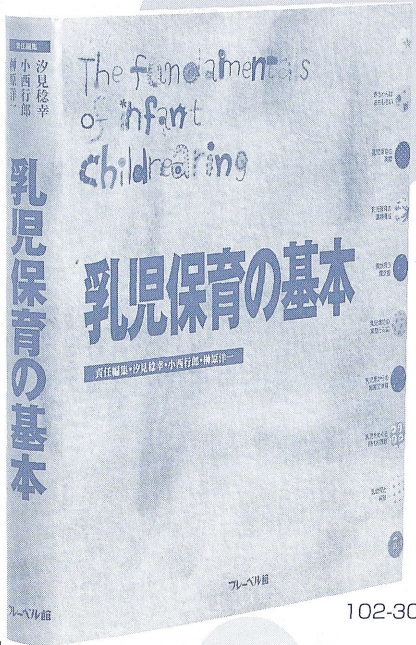 責任編集
汐見稔幸
小西行郎
榊原洋一
乳児保育の基本
フレーベル館
The fundamentals
of infant
childrearing
乳児保育の基本
責任編集・汐見稔幸・小西行郎・榊原洋一
フレーベル館
102-30